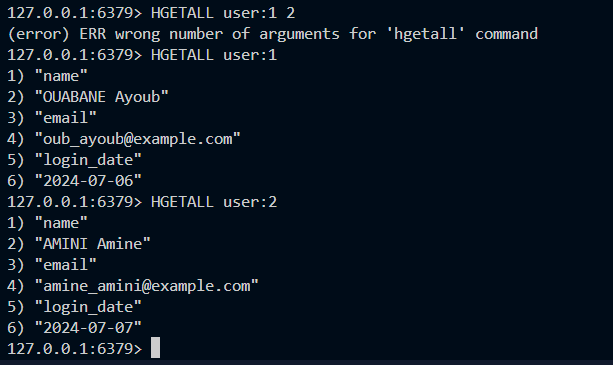 127.0.0.1:6379> HGETALL user:1 2
(error) ERR wrong number of arguments for 'hgetall' command
127.0.0.1:6379> HGETALL user:1
1) "name"
2) "OUABANE Ayoub"
3) "email"
4) "oub_ayoub@example.com"
5) "login_date"
6) "2024-07-06"
127.0.0.1:6379> HGETALL user:2
1) "name"
2) "AMINI Amine"
3) "email"
4) "amine_amini@example.com"
5) "login_date"
6) "2024-07-07"
127.0.0.1:6379>